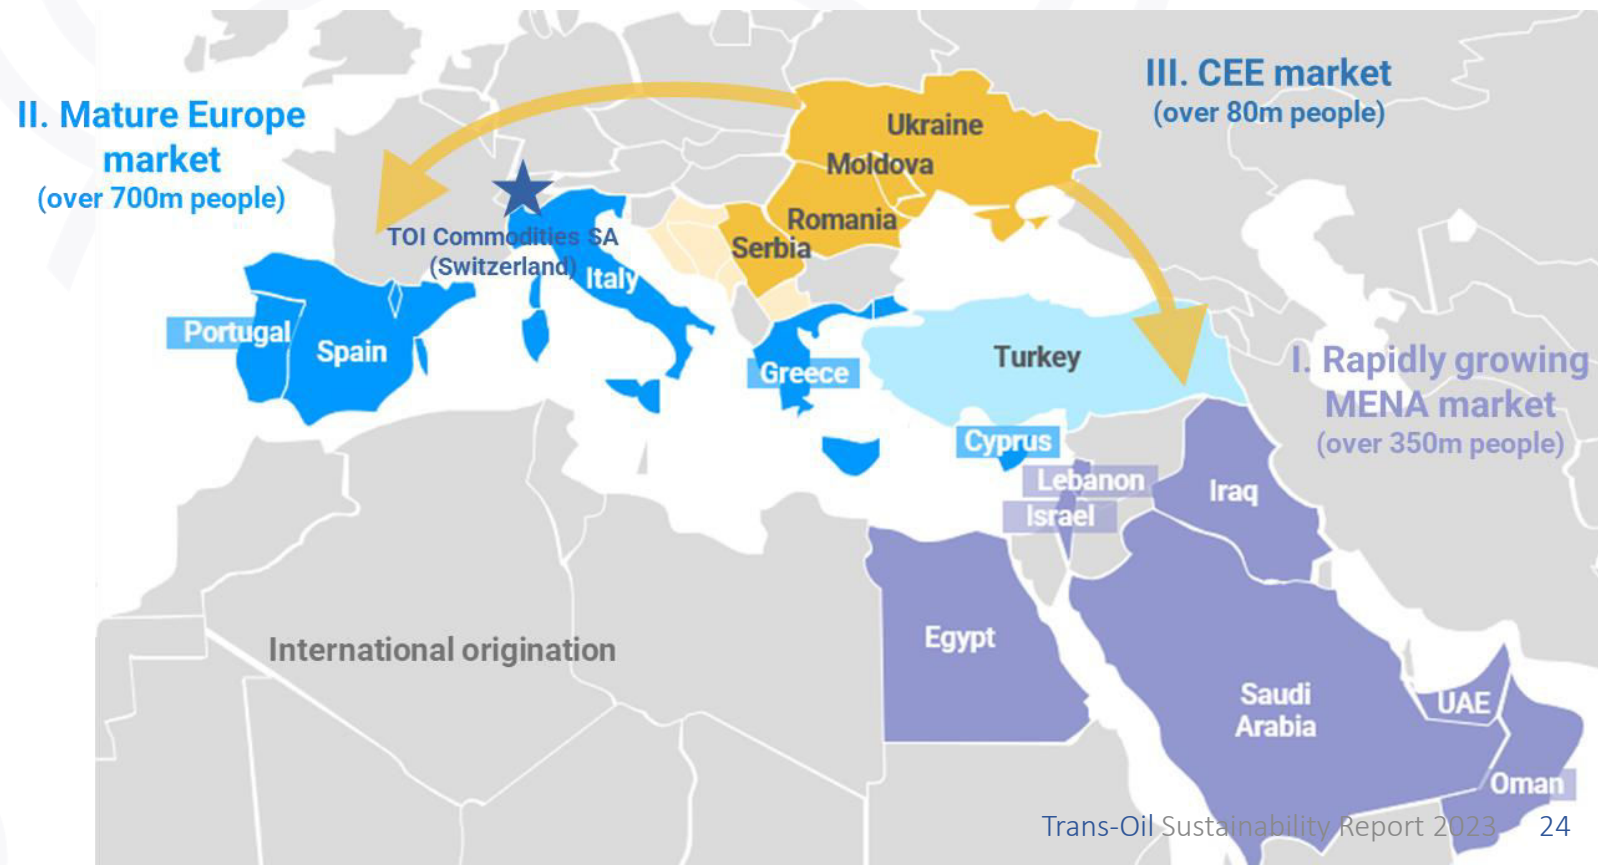 II. Mature Europe
market
(over 700m people)
III. CEE market
(over 80m people)
Ukraine
Moldova
Romania
Serbia
TOI Commodities SA
(Switzerland)
Italy
Portugal
Spain
Greece
Turkey
Cyprus
I. Rapidly growing
MENA market
(over 350m people)
Lebanon
Israel
Iraq
Egypt
International origination
Saudi
Arabia
UAE
Oman
Trans-Oil Sustainability Report 2023 24